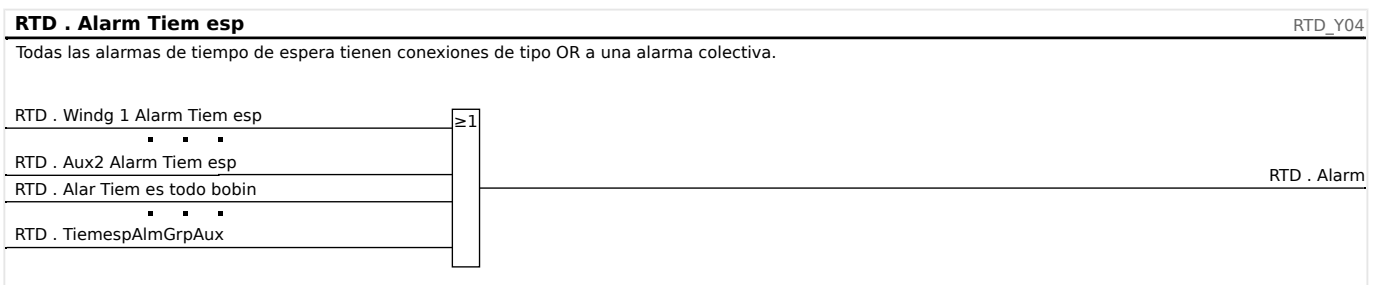 RTD . Alarm Tiem esp RTD_Y04
Todas las alarmas de tiempo de espera tienen conexiones de tipo OR a una alarma colectiva.
RTD . Windg 1 Alarm Tiem esp
≥1
RTD . Aux2 Alarm Tiem esp
RTD . Alarm
RTD . Alar Tiem es todo bobin
RTD . TiemespAlmGrpAux